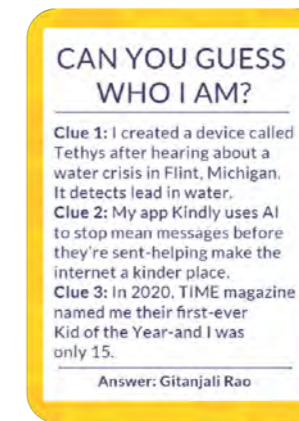 CAN YOU GUESS
WHO I AM?
Clue 1: I created a device called
Tethys after hearing about a
water crisis in Flint, Michigan.
It detects lead in water.
Clue 2: My app Kindly uses AI
to stop mean messages before
they're sent-helping make the
internet a kinder place.
Clue 3: In 2020, TIME magazine
named me their first-ever
Kid of the Year-and I was
only 15.
Answer: Gitanjali Rao